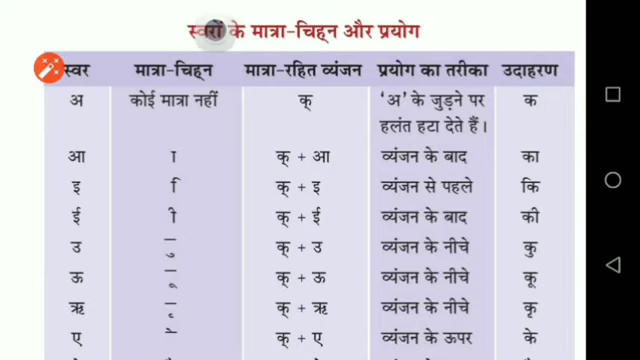 स्वरों के मात्रा-चिह्न और प्रयोग
स्वर मात्रा-चिह्न मात्रा-रहित व्यंजन प्रयोग का तरीका उदाहरण
अ कोई मात्रा नहीं क् 'अ' के जुड़ने पर क
हलंत हटा देते हैं।
आ ा क् + आ व्यंजन के बाद का
इ ि क् + इ व्यंजन से पहले कि
ई ी क् + ई व्यंजन के बाद की
उ ु क् + उ व्यंजन के नीचे कु
ऊ ू क् + ऊ व्यंजन के नीचे कू
ऋ ृ क् + ऋ व्यंजन के नीचे कृ
ए े क् + ए व्यंजन के ऊपर के